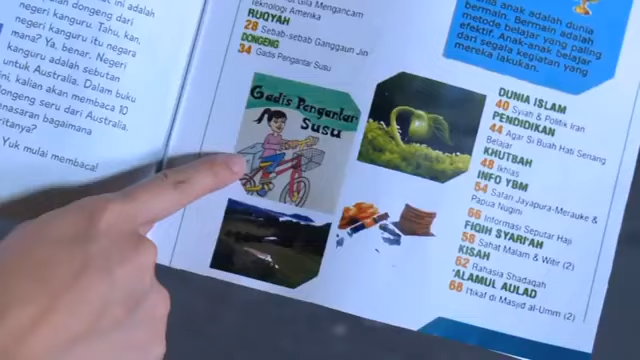 ini adalah
dongeng dari
negeri kanguru. Tahu, kan,
negeri kanguru itu negara
mana? Ya, benar. Negeri
kanguru adalah sebutan
untuk Australia. Dalam buku
ini, kalian akan membaca 10
dongeng seru dari Australia.
Penasaran bagaimana
ceritanya?
Yuk mulai membaca!
Gila Mengancam
Teknologi Amerika
RUQYAH
28 Sebab-sebab Ganggaun Jin
DONGENG
34 Gadis Pengantar Susu
Gadis Pengantar
Susu
anak adalah dunia
bermain. Bermain adalah
metode belajar yang paling
efektif. Anak-anak belajar
dari segala kegiatan yang
mereka lakukan.
DUNIA ISLAM
40 Syiah & Politik Iran
PENDIDIKAN
44 Agar Si Buah Hati Senang
Belajar
KHUTBAH
48 Ikhlas
INFO YBM
54 Safari Jayapura-Merauke &
Papua Nugini
56 Informasi Seputar Haji
FIQIH SYARI'AH
58 Sahat Malam & Witir (2)
KISAH
62 Rahasia Shadaqah
'ALAMUL AULAD
68 I'tikaf di Masjid al-Umm (2)